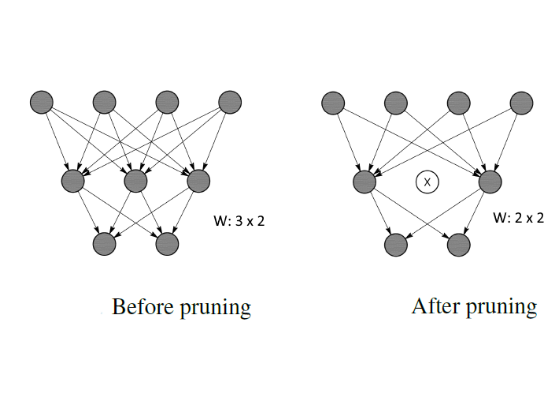 X
W: 3 x 2
W: 2 x 2
Before pruning
After pruning